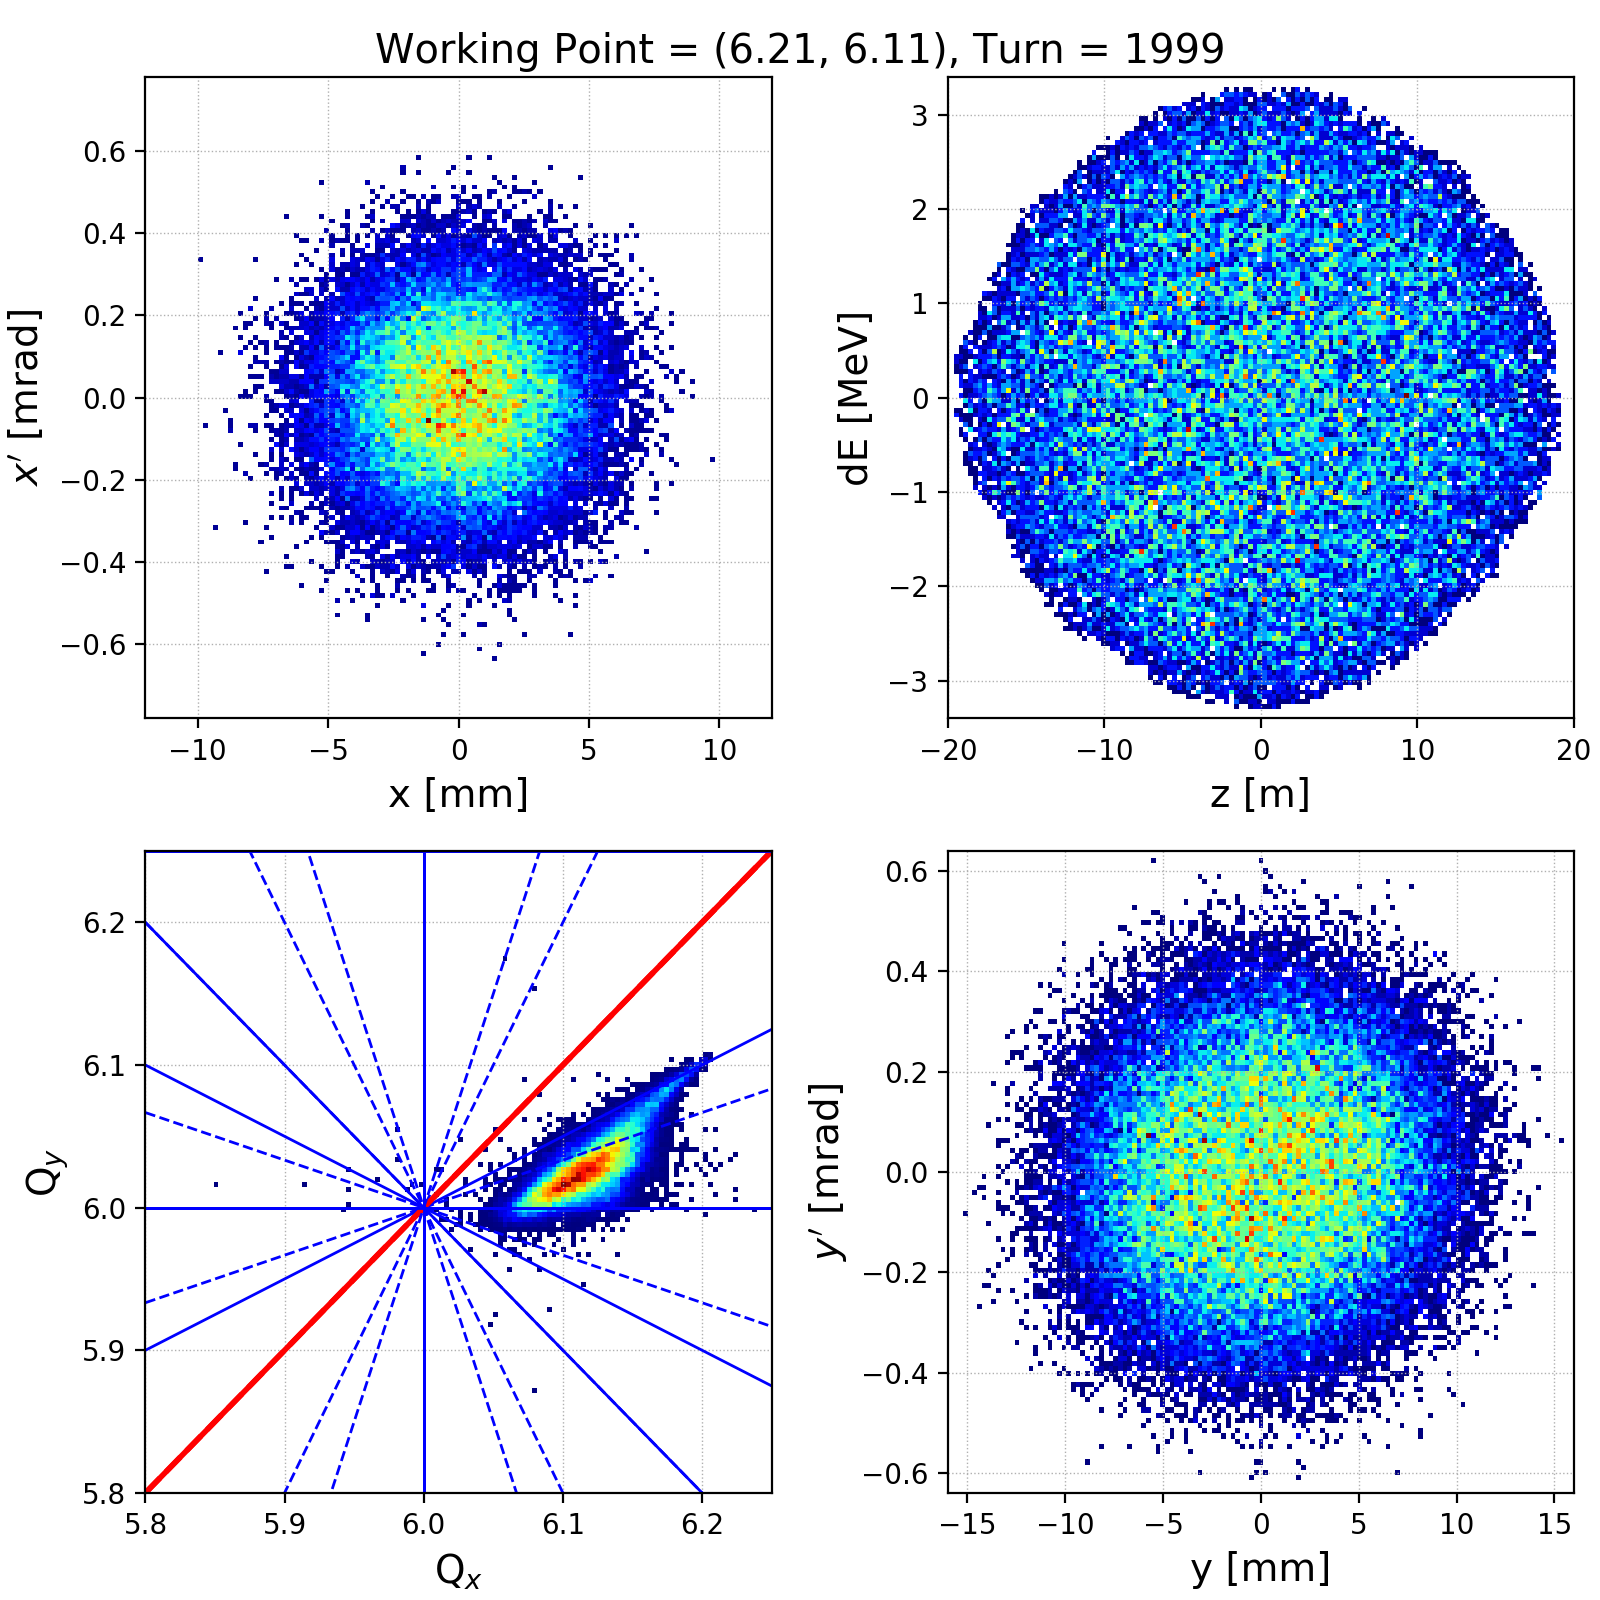 Working Point = (6.21, 6.11), Turn = 1999
0.6
0.4
0.2
0.0
−0.2
−0.4
−0.6
x′ [mrad]
−10 −5 0 5 10
x [mm]
3
2
1
0
−1
−2
−3
dE [MeV]
−20 −10 0 10 20
z [m]
6.2
6.1
6.0
5.9
5.8
Qy
5.8 5.9 6.0 6.1 6.2
Qx
0.6
0.4
0.2
0.0
−0.2
−0.4
−0.6
y′ [mrad]
−15 −10 −5 0 5 10 15
y [mm]